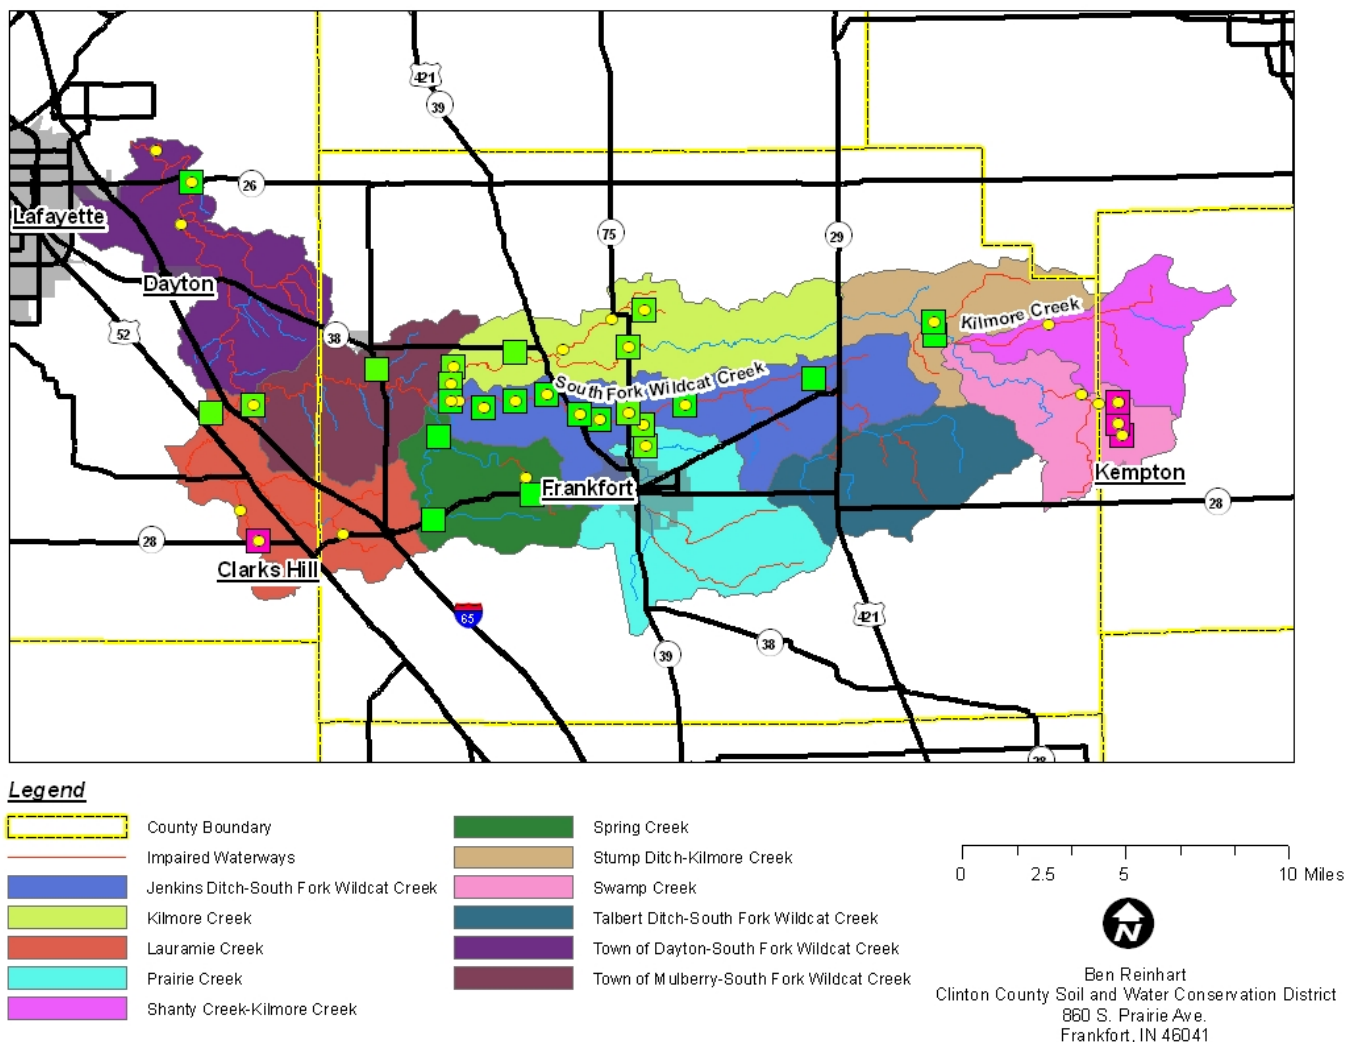 421
39
26
Lafayette
75
29
Dayton
52
38
Kilmore Creek
South Fork Wildcat Creek
Frankfort
Kempton
28
28
Clarks Hill
65
421
39
38
Legend
County Boundary
Impaired Waterways
Jenkins Ditch-South Fork Wildcat Creek
Kilmore Creek
Lauramie Creek
Prairie Creek
Shanty Creek-Kilmore Creek
Spring Creek
Stump Ditch-Kilmore Creek
Swamp Creek
Talbert Ditch-South Fork Wildcat Creek
Town of Dayton-South Fork Wildcat Creek
Town of Mulberry-South Fork Wildcat Creek
0 2.5 5 10 Miles
N
Ben Reinhart
Clinton County Soil and Water Conservation District
860 S. Prairie Ave.
Frankfort, IN 46041